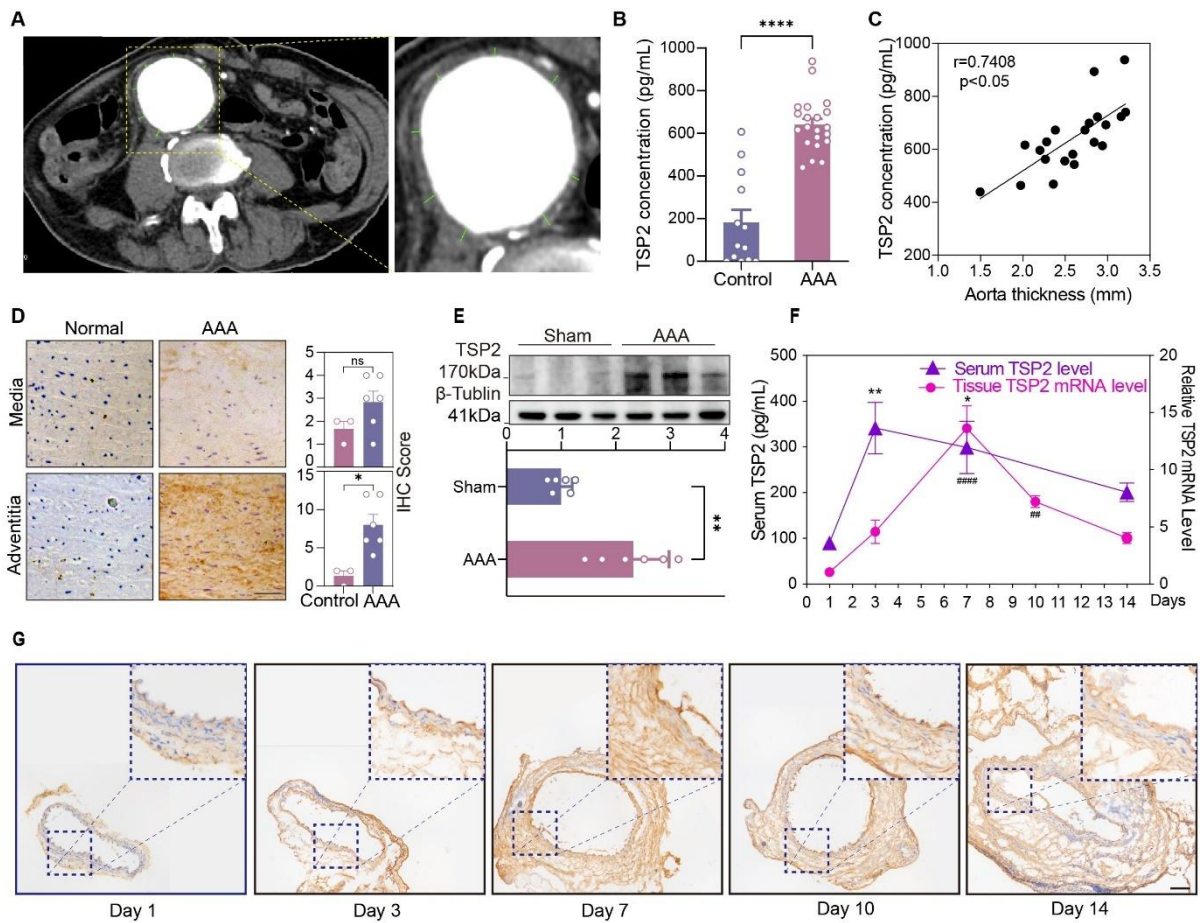 A
B
****
1000
800
600
400
200
0
TSP2 concentration (pg/mL)
Control
AAA
C
1000
800
600
400
200
r=0.7408
p<0.05
TSP2 concentration (pg/mL)
1.0 1.5 2.0 2.5 3.0 3.5
Aorta thickness (mm)
D
Normal
AAA
Media
Adventitia
5
4
3
2
1
0
ns
15
10
5
0
*
IHC Score
Control AAA
E
Sham
AAA
TSP2
170kDa
β-Tublin
41kDa
0 1 2 3 4
Sham
AAA
**
F
500
400
300
200
100
0
Serum TSP2 (pg/mL)
Serum TSP2 level
Tissue TSP2 mRNA level
**
*
####
##
20
15
10
5
0
Relative TSP2 mRNA Level
0 1 2 3 4 5 6 7 8 9 10 11 12 13 14 Days
G
Day 1
Day 3
Day 7
Day 10
Day 14